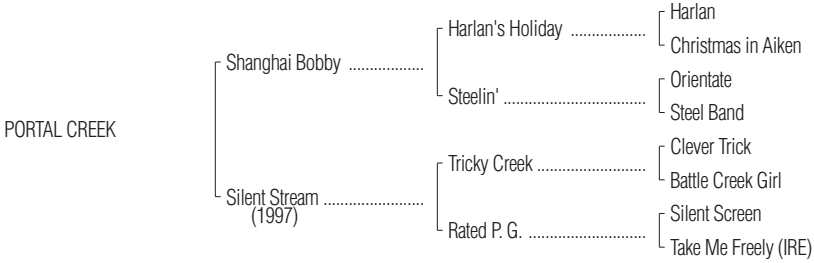 Harlan
Harlan's Holiday ..................
Christmas in Aiken
Shanghai Bobby ..................
Orientate
Steelin' ..................................
Steel Band
PORTAL CREEK
Clever Trick
Tricky Creek ..........................
Battle Creek Girl
Silent Stream ........................
(1997)
Silent Screen
Rated P. G. ............................
Take Me Freely (IRE)